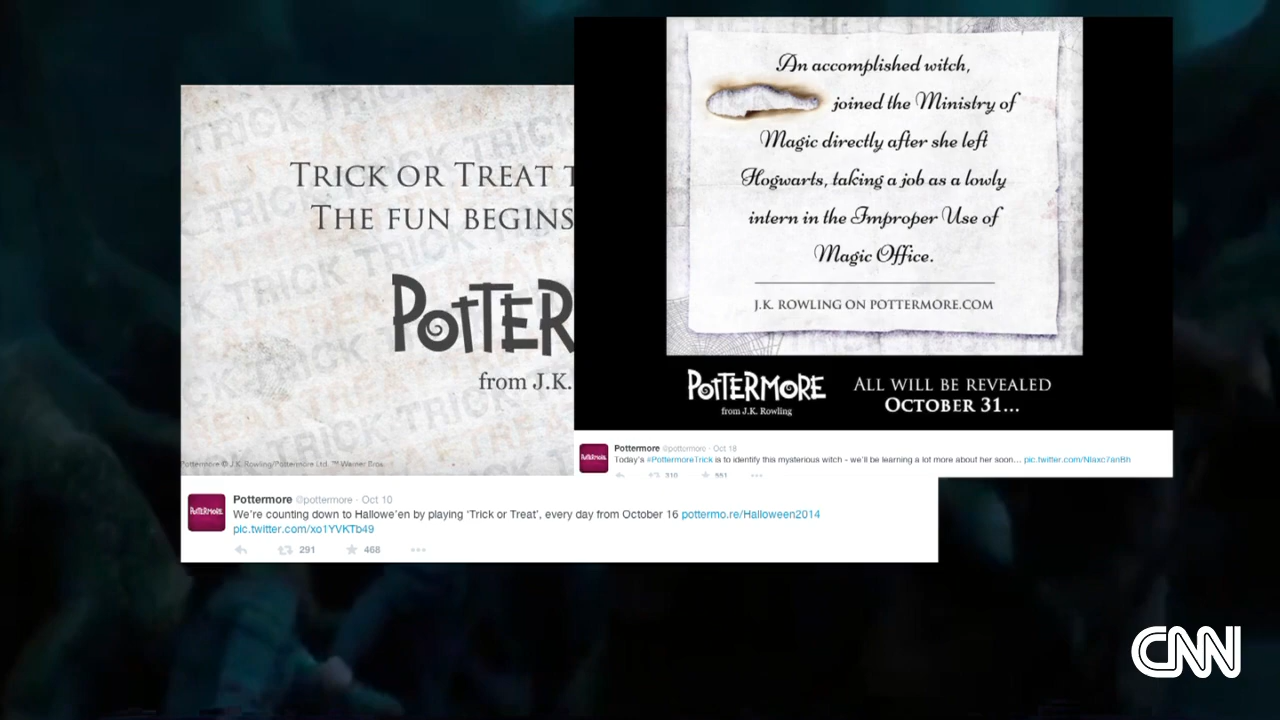 TRICK OR TREAT
THE FUN BEGINS
POTTER
from J.K.
Pottermore © J.K. Rowling/Pottermore Ltd. ™ Warner Bros.
An accomplished witch,
joined the Ministry of
Magic directly after she left
Hogwarts, taking a job as a lowly
intern in the Improper Use of
Magic Office.
J.K. ROWLING ON POTTERMORE.COM
POTTERMORE
from J.K. Rowling
ALL WILL BE REVEALED
OCTOBER 31...
POTTERMORE
Pottermore @pottermore · Oct 18
Today's #PottermoreTrick is to identify this mysterious witch - we'll be learning a lot more about her soon... pic.twitter.com/NIaxc7anBh
310 551
POTTERMORE
Pottermore @pottermore · Oct 10
We're counting down to Hallowe'en by playing 'Trick or Treat', every day from October 16 pottermo.re/Halloween2014
pic.twitter.com/xo1YVKTb49
291 468
CNN